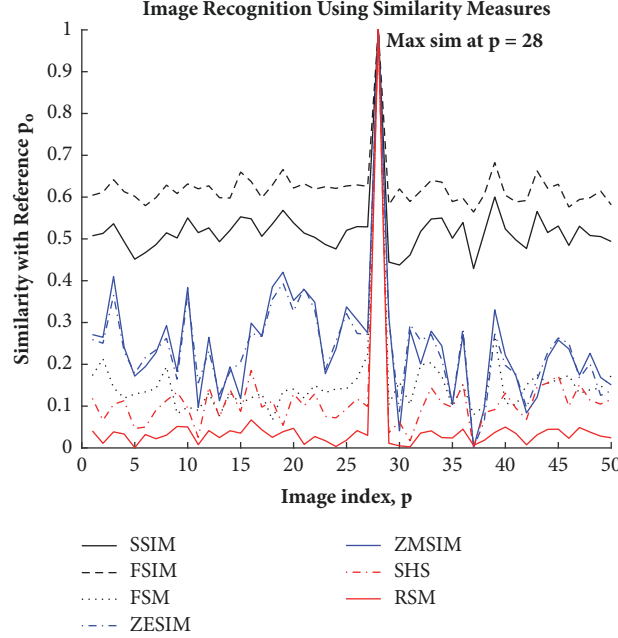 Image Recognition Using Similarity Measures
Max sim at p = 28
1
0.9
0.8
0.7
0.6
0.5
0.4
0.3
0.2
0.1
0
Similarity with Reference p₀
0 5 10 15 20 25 30 35 40 45 50
Image index, p
SSIM
FSIM
FSM
ZESIM
ZMSIM
SHS
RSM